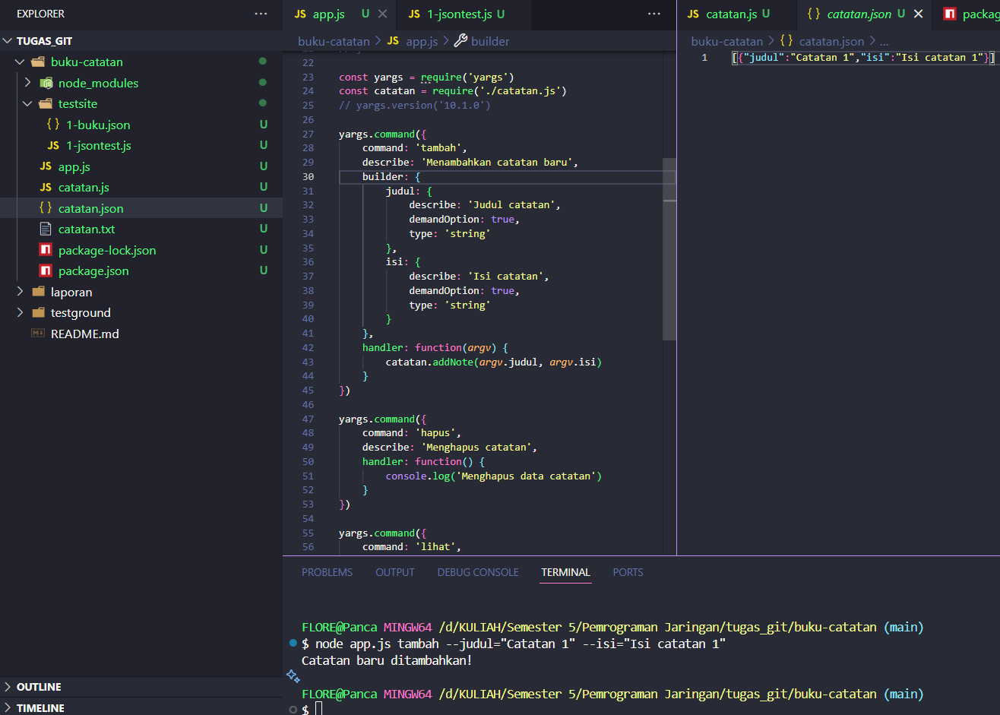 EXPLORER
TUGAS_GIT
buku-catatan
node_modules
testsite
1-buku.json U
1-jsontest.js U
app.js U
catatan.js U
catatan.json U
catatan.txt U
package-lock.json U
package.json U
laporan
testground
README.md
OUTLINE
TIMELINE
JS app.js U
JS 1-jsontest.js U
buku-catatan > JS app.js > builder
22
23 const yargs = require('yargs')
24 const catatan = require('./catatan.js')
25 // yargs.version('10.1.0')
26
27 yargs.command({
28 command: 'tambah',
29 describe: 'Menambahkan catatan baru',
30 builder: {
31 judul: {
32 describe: 'Judul catatan',
33 demandOption: true,
34 type: 'string'
35 },
36 isi: {
37 describe: 'Isi catatan',
38 demandOption: true,
39 type: 'string'
40 }
41 },
42 handler: function(argv) {
43 catatan.addNote(argv.judul, argv.isi)
44 }
45 })
46
47 yargs.command({
48 command: 'hapus',
49 describe: 'Menghapus catatan',
50 handler: function() {
51 console.log('Menghapus data catatan')
52 }
53 })
54
55 yargs.command({
56 command: 'lihat',
JS catatan.js U
{} catatan.json U
packag
buku-catatan > {} catatan.json > ...
1 [{"judul":"Catatan 1","isi":"Isi catatan 1"}]
PROBLEMS OUTPUT DEBUG CONSOLE TERMINAL PORTS
FLORE@Panca MINGW64 /d/KULIAH/Semester 5/Pemrograman Jaringan/tugas_git/buku-catatan (main)
$ node app.js tambah --judul="Catatan 1" --isi="Isi catatan 1"
Catatan baru ditambahkan!
FLORE@Panca MINGW64 /d/KULIAH/Semester 5/Pemrograman Jaringan/tugas_git/buku-catatan (main)
$